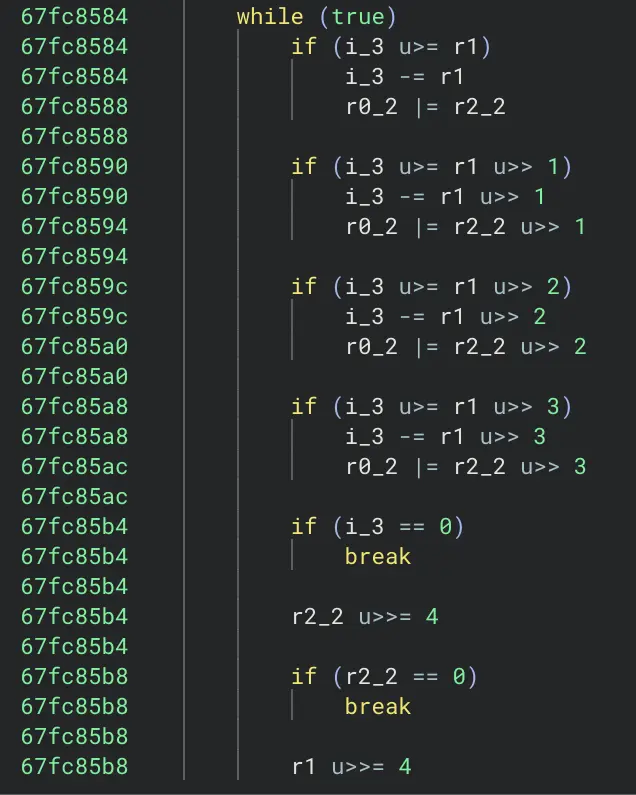 67fc8584 while (true)
67fc8584 if (i_3 u>= r1)
67fc8584 i_3 -= r1
67fc8588 r0_2 |= r2_2
67fc8588
67fc8590 if (i_3 u>= r1 u>> 1)
67fc8590 i_3 -= r1 u>> 1
67fc8594 r0_2 |= r2_2 u>> 1
67fc8594
67fc859c if (i_3 u>= r1 u>> 2)
67fc859c i_3 -= r1 u>> 2
67fc85a0 r0_2 |= r2_2 u>> 2
67fc85a0
67fc85a8 if (i_3 u>= r1 u>> 3)
67fc85a8 i_3 -= r1 u>> 3
67fc85ac r0_2 |= r2_2 u>> 3
67fc85ac
67fc85b4 if (i_3 == 0)
67fc85b4 break
67fc85b4
67fc85b4 r2_2 u>>= 4
67fc85b4
67fc85b8 if (r2_2 == 0)
67fc85b8 break
67fc85b8
67fc85b8 r1 u>>= 4